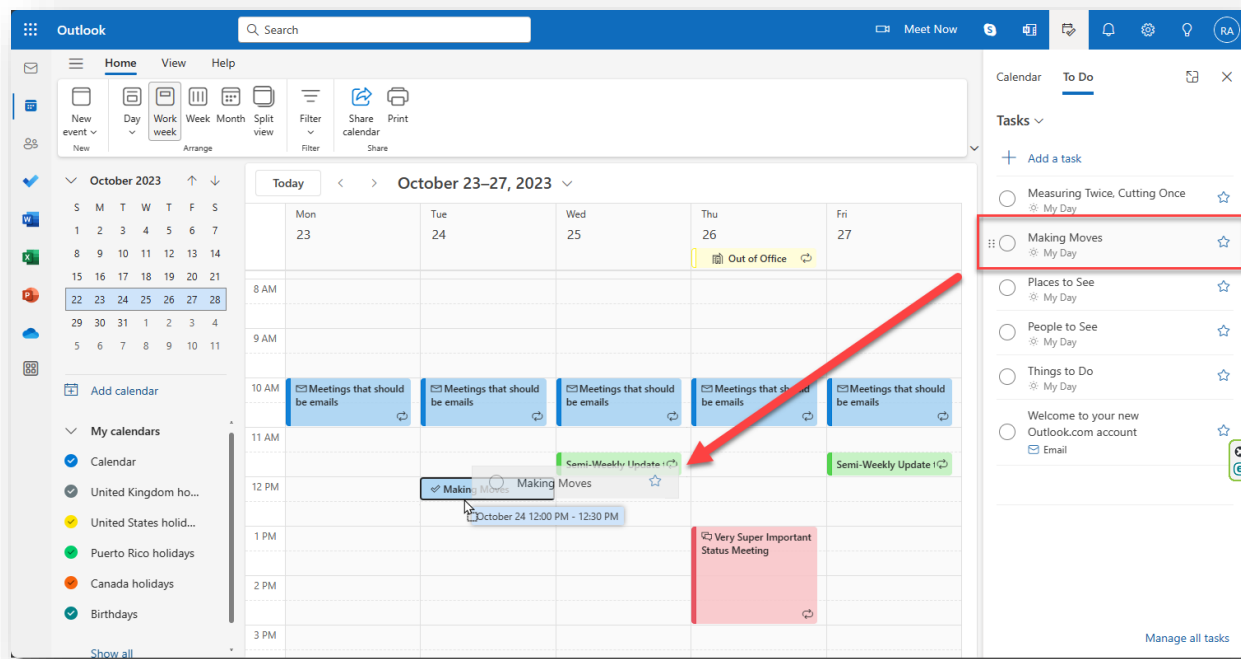 Outlook
Search
Meet Now
RA
Home View Help
New event
Day
Work week
Week
Month
Split view
Filter
Share calendar
Print
New
Arrange
Filter
Share
October 2023
S M T W T F S
1 2 3 4 5 6 7
8 9 10 11 12 13 14
15 16 17 18 19 20 21
22 23 24 25 26 27 28
29 30 31 1 2 3 4
5 6 7 8 9 10 11
Add calendar
My calendars
Calendar
United Kingdom ho...
United States holid...
Puerto Rico holidays
Canada holidays
Birthdays
Show all
Today
October 23–27, 2023
Mon Tue Wed Thu Fri
23 24 25 26 27
Out of Office
8 AM
9 AM
10 AM
Meetings that should be emails
Meetings that should be emails
Meetings that should be emails
Meetings that should be emails
Meetings that should be emails
11 AM
Semi-Weekly Update
Semi-Weekly Update
12 PM
Making Moves
Making Moves
October 24 12:00 PM - 12:30 PM
1 PM
Very Super Important
Status Meeting
2 PM
3 PM
Calendar To Do
Tasks
Add a task
Measuring Twice, Cutting Once
My Day
Making Moves
My Day
Places to See
My Day
People to See
My Day
Things to Do
My Day
Welcome to your new
Outlook.com account
Email
Manage all tasks